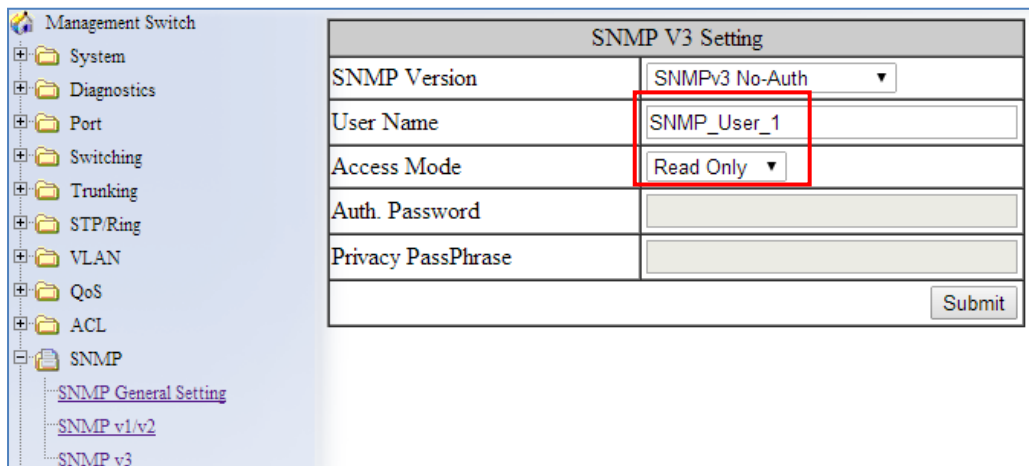 Management Switch
System
Diagnostics
Port
Switching
Trunking
STP/Ring
VLAN
QoS
ACL
SNMP
SNMP General Setting
SNMP v1/v2
SNMP v3
SNMP V3 Setting
SNMP Version SNMPv3 No-Auth
User Name SNMP_User_1
Access Mode Read Only
Auth. Password
Privacy PassPhrase
Submit